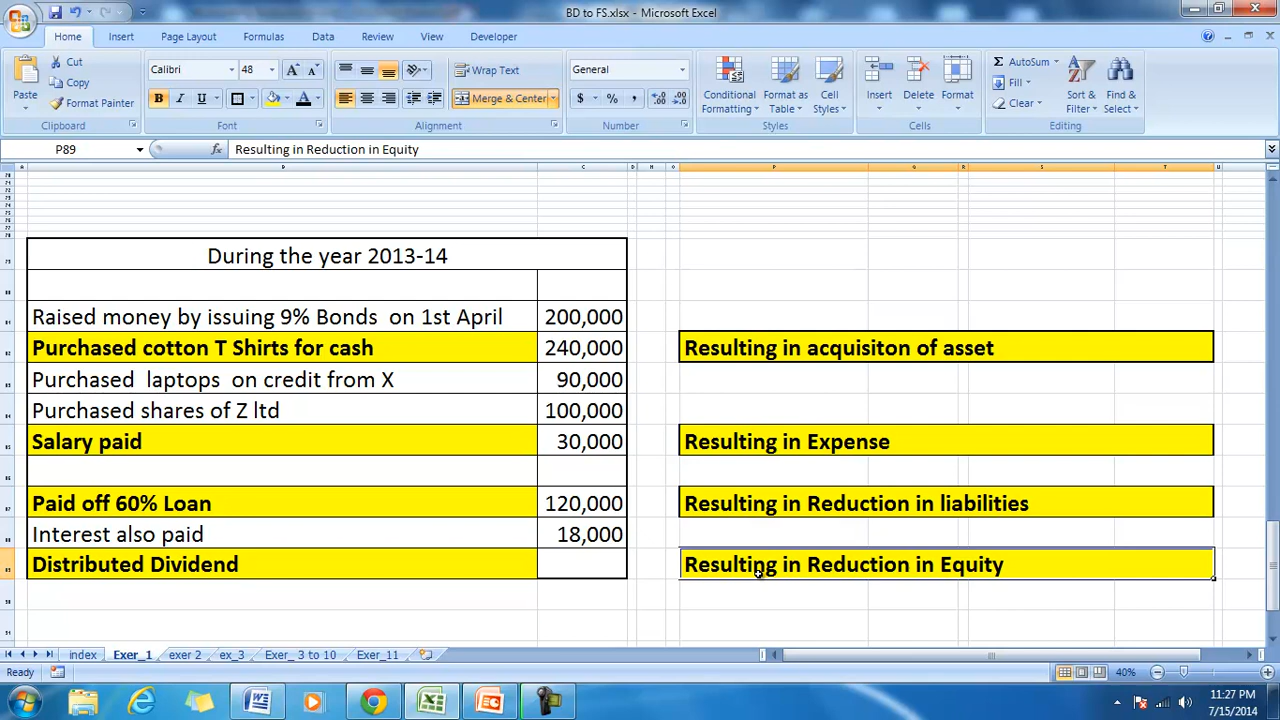 BD to FS.xlsx - Microsoft Excel
Home Insert Page Layout Formulas Data Review View Developer
Cut
Copy
Format Painter
Paste
Clipboard
Calibri 48
B I U
Font
Wrap Text
Merge & Center
Alignment
General
$ % ,
Number
Conditional Formatting
Format as Table
Cell Styles
Styles
Insert Delete Format
Cells
AutoSum
Fill
Clear
Sort & Filter
Find & Select
Editing
P89 fx Resulting in Reduction in Equity
During the year 2013-14
Raised money by issuing 9% Bonds on 1st April 200,000
Purchased cotton T Shirts for cash 240,000 Resulting in acquisiton of asset
Purchased laptops on credit from X 90,000
Purchased shares of Z ltd 100,000
Salary paid 30,000 Resulting in Expense
Paid off 60% Loan 120,000 Resulting in Reduction in liabilities
Interest also paid 18,000
Distributed Dividend Resulting in Reduction in Equity
index Exer_1 exer 2 ex_3 Exer_ 3 to 10 Exer_11
Ready 40%
11:27 PM
7/15/2014